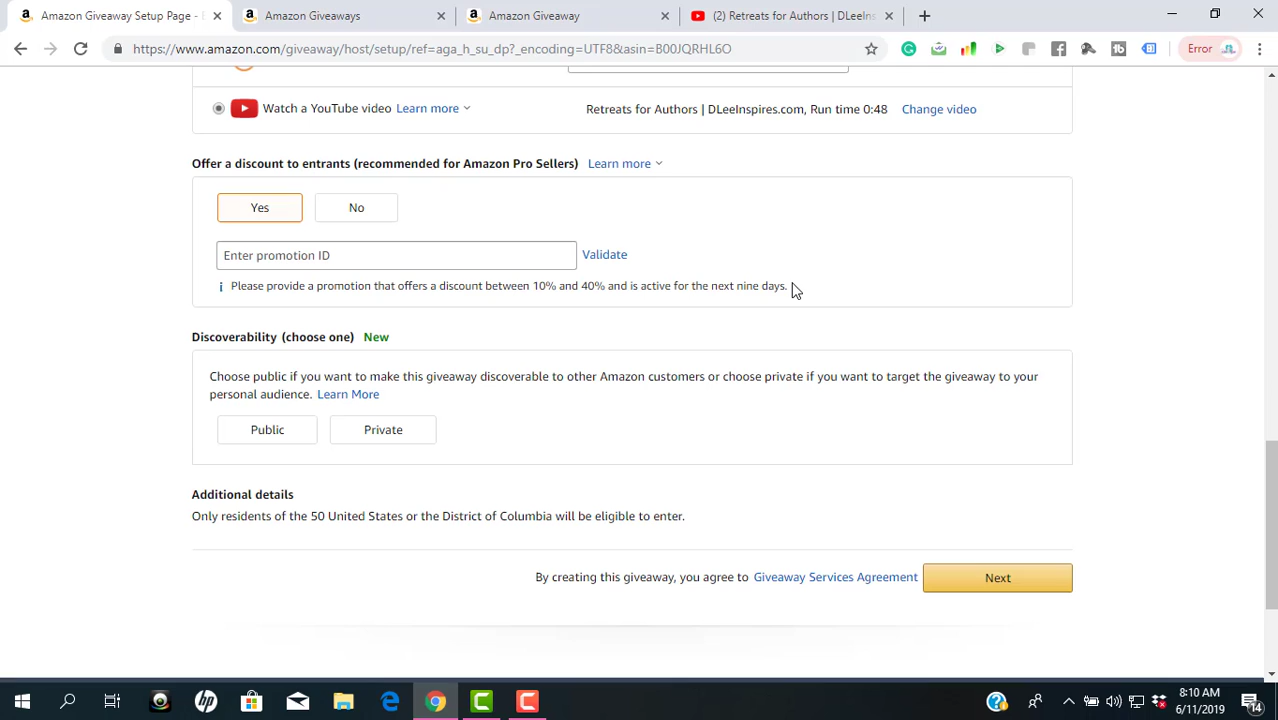 Amazon Giveaway Setup Page - E
Amazon Giveaways
Amazon Giveaway
(2) Retreats for Authors | DLeeIns
https://www.amazon.com/giveaway/host/setup/ref=aga_h_su_dp?_encoding=UTF8&asin=B00JQRHL6O
Error
Watch a YouTube video Learn more
Retreats for Authors | DLeeInspires.com, Run time 0:48 Change video
Offer a discount to entrants (recommended for Amazon Pro Sellers) Learn more
Yes No
Enter promotion ID Validate
Please provide a promotion that offers a discount between 10% and 40% and is active for the next nine days.
Discoverability (choose one) New
Choose public if you want to make this giveaway discoverable to other Amazon customers or choose private if you want to target the giveaway to your
personal audience. Learn More
Public Private
Additional details
Only residents of the 50 United States or the District of Columbia will be eligible to enter.
By creating this giveaway, you agree to Giveaway Services Agreement Next
8:10 AM
6/11/2019
14